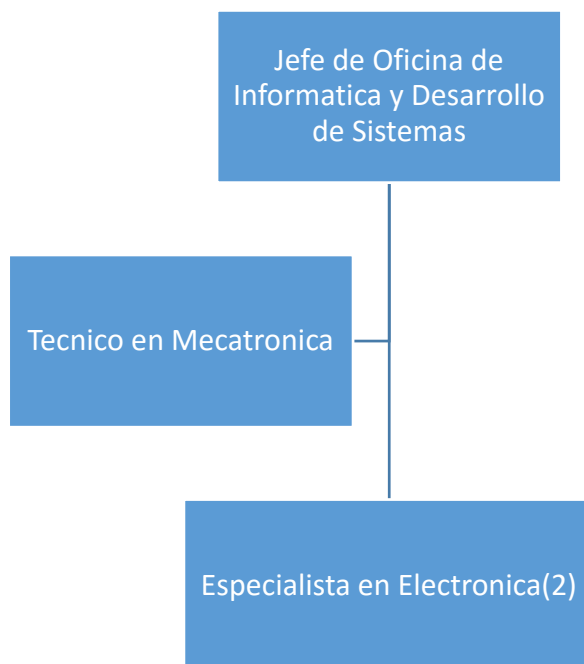 Jefe de Oficina de
Informatica y Desarrollo
de Sistemas
Tecnico en Mecatronica
Especialista en Electronica(2)